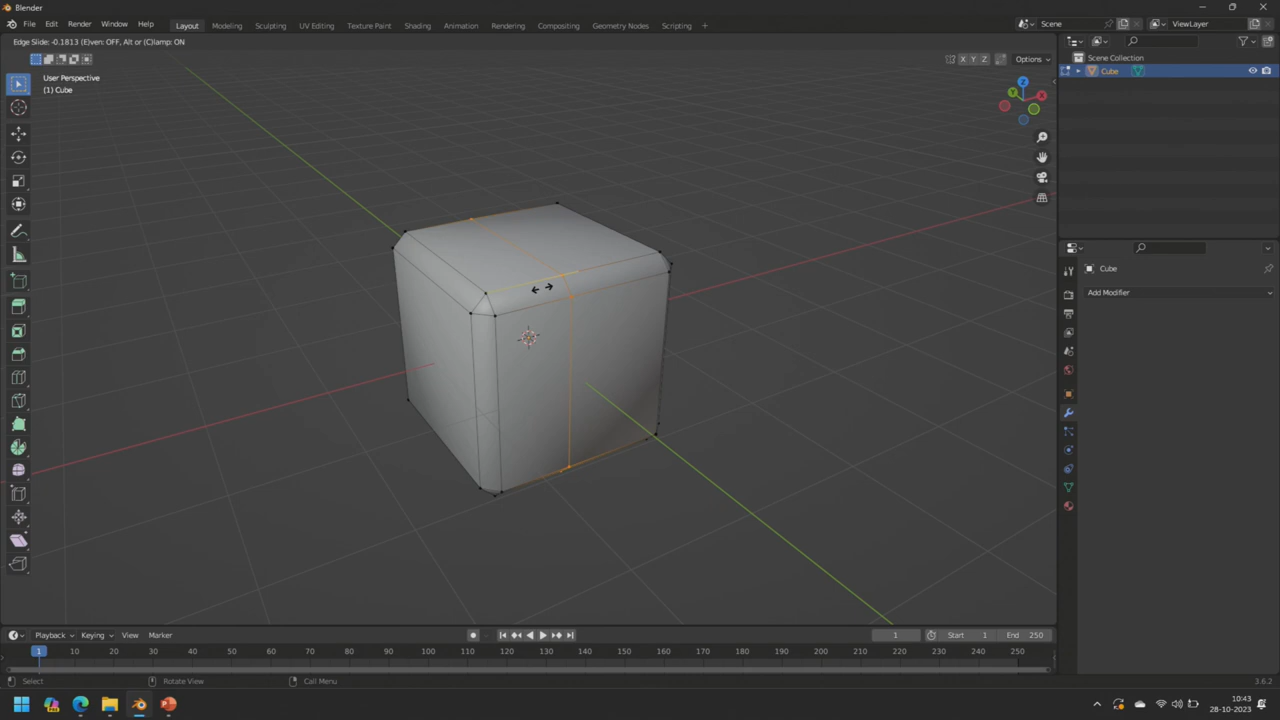 Blender
File Edit Render Window Help
Layout Modeling Sculpting UV Editing Texture Paint Shading Animation Rendering Compositing Geometry Nodes Scripting +
Scene
ViewLayer
Edge Slide: -0.1813 (E)ven: OFF, Alt or (C)lamp: ON
X Y Z
Options
User Perspective
(1) Cube
Z
Y
X
Scene Collection
Cube
Cube
Add Modifier
Playback Keying View Marker
1
Start 1
End 250
1 10 20 30 40 50 60 70 80 90 100 110 120 130 140 150 160 170 180 190 200 210 220 230 240 250
Select
Rotate View
Call Menu
3.6.2
10:43
28-10-2023